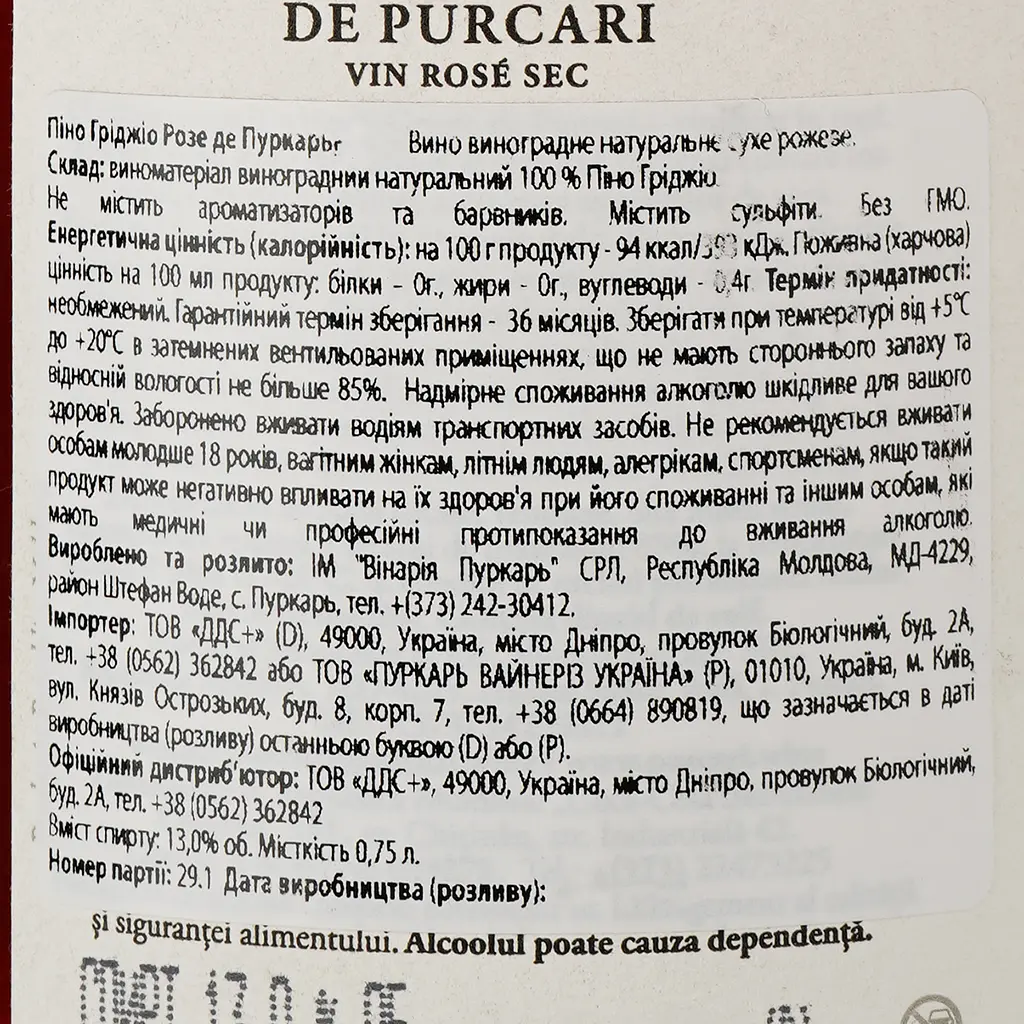 DE PURCARI
VIN ROSÉ SEC
Піно Гріджіо Розе де Пуркарь Вино виноградне натуральне сухе рожеве.
Склад: виноматеріал виноградний натуральний 100 % Піно Гріджіо.
Не містить ароматизаторів та барвників. Містить сульфіти. Без ГМО.
Енергетична цінність (калорійність): на 100 г продукту - 94 ккал/393 кДж. Поживна (харчова)
цінність на 100 мл продукту: білки - 0г., жири - 0г., вуглеводи - 0,4г. Термін придатності:
необмежений. Гарантійний термін зберігання - 36 місяців. Зберігати при температурі від +5°С
до +20°С в затемнених вентильованих приміщеннях, що не мають стороннього запаху та
відносній вологості не більше 85%. Надмірне споживання алкоголю шкідливе для вашого
здоров'я. Заборонено вживати водіям транспортних засобів. Не рекомендується вживати
особам молодше 18 років, вагітним жінкам, літнім людям, алегрікам, спортсменам, якщо такий
продукт може негативно впливати на їх здоров'я при його споживанні та іншим особам, які
мають медичні чи професійні протипоказання до вживання алкоголю.
Вироблено та розлито: ІМ "Вінарія Пуркарь" СРЛ, Республіка Молдова, МД-4229,
район Штефан Воде, с. Пуркарь, тел. +(373) 242-30412.
Імпортер: ТОВ «ДДС+» (D), 49000, Україна, місто Дніпро, провулок Біологічний, буд. 2А,
тел. +38 (0562) 362842 або ТОВ «ПУРКАРЬ ВАЙНЕРІЗ УКРАЇНА» (Р), 01010, Україна, м. Київ,
вул. Князів Острозьких, буд. 8, корп. 7, тел. +38 (0664) 890819, що зазначається в даті
виробництва (розливу) останньою буквою (D) або (Р).
Офіційний дистриб'ютор: ТОВ «ДДС+», 49000, Україна, місто Дніпро, провулок Біологічний,
буд. 2А, тел. +38 (0562) 362842
Вміст спирту: 13,0% об. Місткість 0,75 л.
Номер партії: 29.1 Дата виробництва (розливу):
și siguranței alimentului. Alcoolul poate cauza dependență.